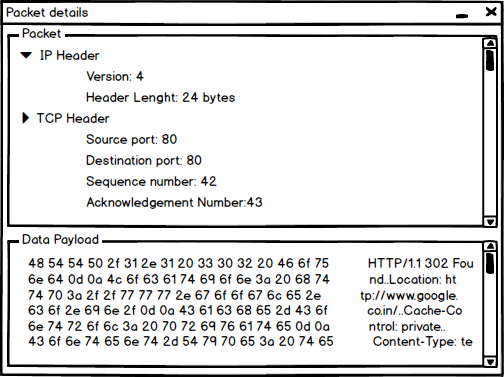 Packet details
Packet
IP Header
Version: 4
Header Lenght: 24 bytes
TCP Header
Source port: 80
Destination port: 80
Sequence number: 42
Acknowledgement Number:43
Data Payload
48 54 54 50 2f 31 2e 31 20 33 30 32 20 46 6f 75 HTTP/1.1 302 Fou
6e 64 0d 0a 4c 6f 63 61 74 69 6f 6e 3a 20 68 74 nd..Location: ht
74 70 3a 2f 2f 77 77 77 2e 67 6f 6f 67 6c 65 2e tp://www.google.
63 6f 2e 69 6e 2f 0d 0a 43 61 63 68 65 2d 43 6f co.in/..Cache-Co
6e 74 72 6f 6c 3a 20 70 72 69 76 61 74 65 0d 0a ntrol: private..
43 6f 6e 74 65 6e 74 2d 54 79 70 65 3a 20 74 65 Content-Type: te